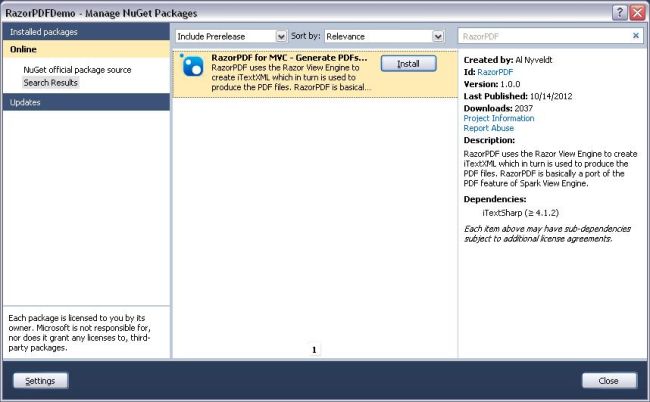 RazorPDFDemo - Manage NuGet Packages
Installed packages
Online
NuGet official package source
Search Results
Updates
Each package is licensed to you by its
owner. Microsoft is not responsible for,
nor does it grant any licenses to, third-
party packages.
Include Prerelease
Sort by:
Relevance
RazorPDF for MVC - Generate PDFs...
RazorPDF uses the Razor View Engine to
create iTextXML which in turn is used to
produce the PDF files. RazorPDF is basical...
Install
1
RazorPDF
Created by: Al Nyveldt
Id: RazorPDF
Version: 1.0.0
Last Published: 10/14/2012
Downloads: 2037
Project Information
Report Abuse
Description:
RazorPDF uses the Razor View Engine to create
iTextXML which in turn is used to produce the
PDF files. RazorPDF is basically a port of the
PDF feature of Spark View Engine.
Dependencies:
iTextSharp (≥ 4.1.2)
Each item above may have sub-dependencies
subject to additional license agreements.
Settings
Close